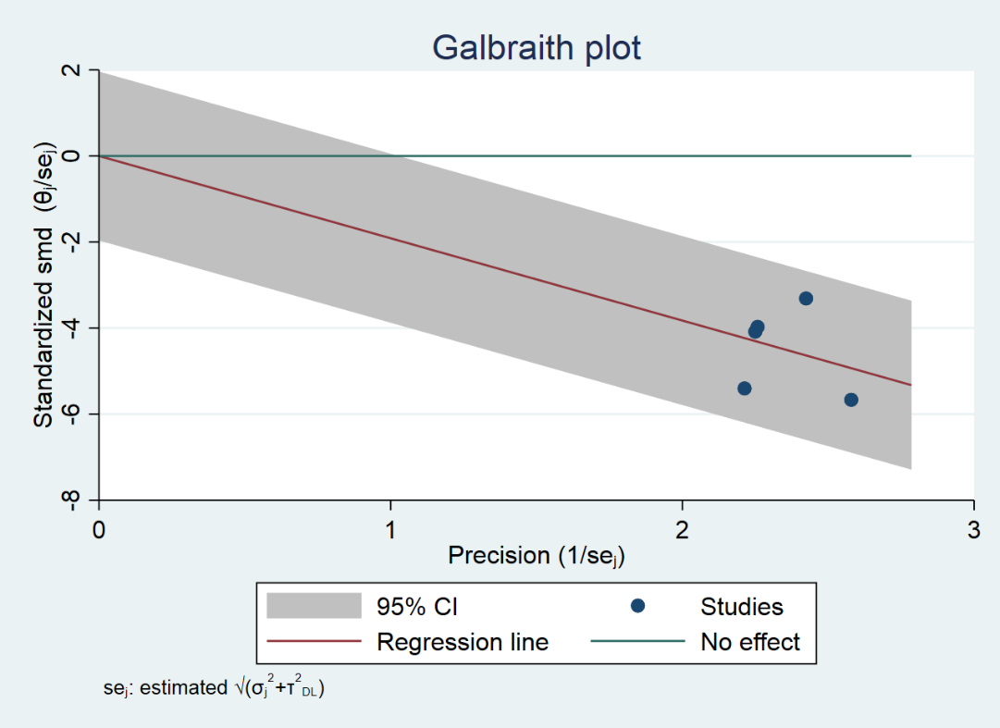 Galbraith plot
2
0
-2
-4
-6
-8
Standardized smd (θⱼ/seⱼ)
0 1 2 3
Precision (1/seⱼ)
95% CI Studies
Regression line No effect
seⱼ: estimated √(σⱼ²+τ²DL)